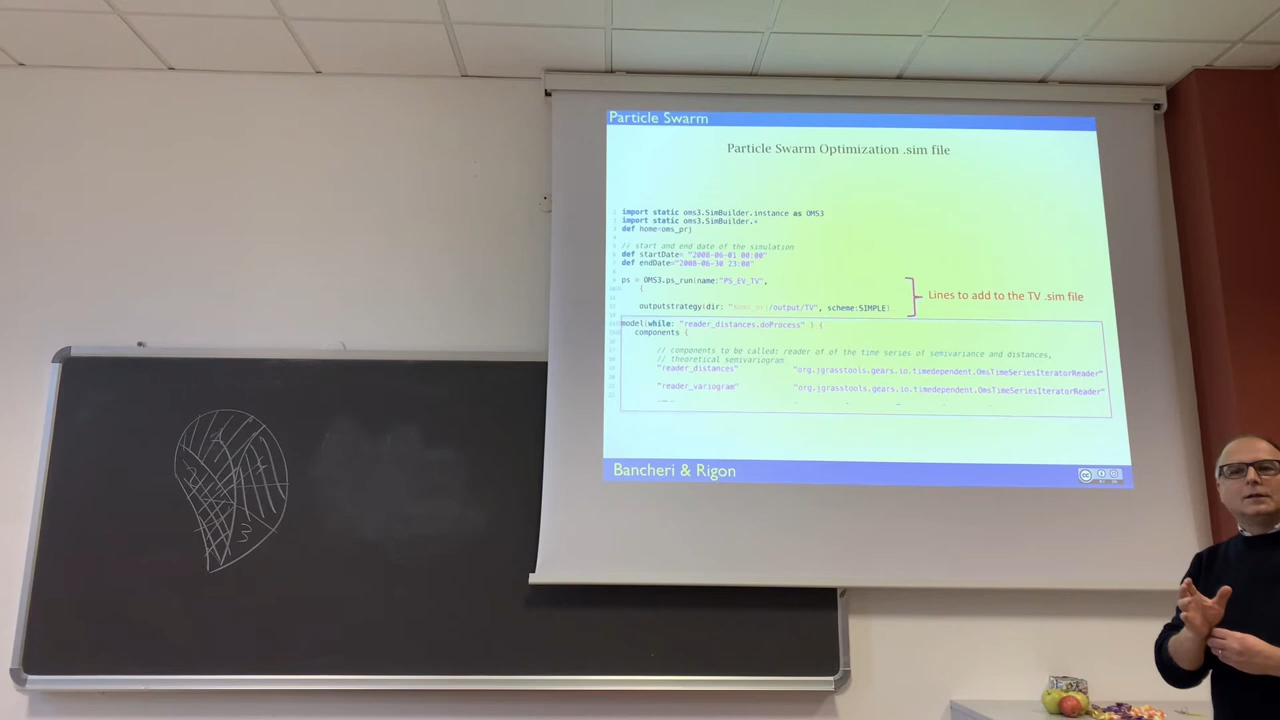 Particle Swarm
Particle Swarm Optimization .sim file
import static oms3.SimBuilder.instance as OMS3
import static oms3.SimBuilder.*
def home=oms_prj
// start and end date of the simulation
def startDate= "2008-06-01 00:00"
def endDate="2008-06-30 23:00"
ps = OMS3.ps_run(name:"PS_EV_TV",
{
outputstrategy(dir: "/output/TV", scheme:SIMPLE)
Lines to add to the TV .sim file
model(while: "reader_distances.doProcess" ) {
components {
// components to be called: reader of of the time series of semivariance and distances,
// theoretical semivariogram
"reader_distances" "org.jgrasstools.gears.io.timedependent.OmsTimeSeriesIteratorReader"
"reader_variogram" "org.jgrasstools.gears.io.timedependent.OmsTimeSeriesIteratorReader"
Bancheri & Rigon
cc
3